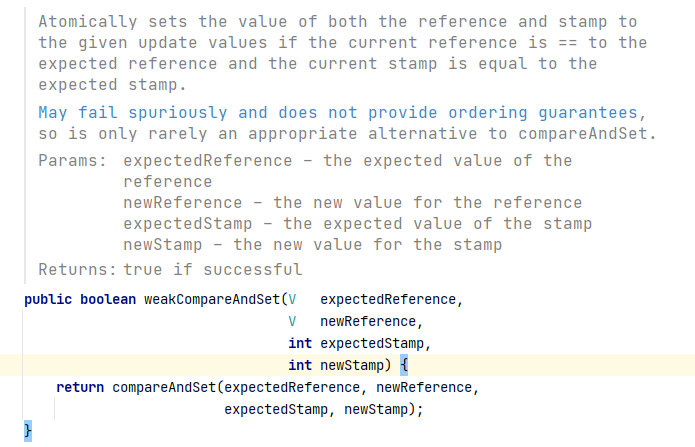 Atomically sets the value of both the reference and stamp to
the given update values if the current reference is == to the
expected reference and the current stamp is equal to the
expected stamp.
May fail spuriously and does not provide ordering guarantees,
so is only rarely an appropriate alternative to compareAndSet.
Params: expectedReference – the expected value of the
reference
newReference – the new value for the reference
expectedStamp – the expected value of the stamp
newStamp – the new value for the stamp
Returns: true if successful
public boolean weakCompareAndSet(V   expectedReference,
                                 V   newReference,
                                 int expectedStamp,
                                 int newStamp) {
    return compareAndSet(expectedReference, newReference,
                         expectedStamp, newStamp);
}